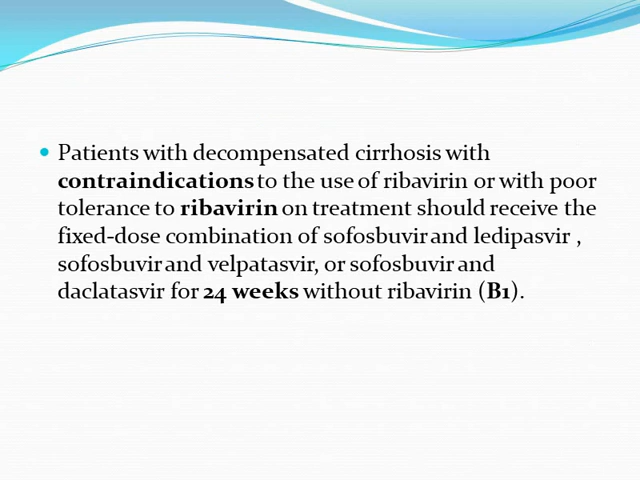 • Patients with decompensated cirrhosis with
contraindications to the use of ribavirin or with poor
tolerance to ribavirin on treatment should receive the
fixed-dose combination of sofosbuvir and ledipasvir ,
sofosbuvir and velpatasvir, or sofosbuvir and
daclatasvir for 24 weeks without ribavirin (B1).